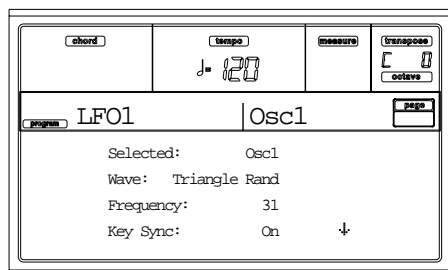 chord tempo measure transpose
♩= 120 C 0
octave
program LFO1 Osc1 page
Selected: Osc1
Wave: Triangle Rand
Frequency: 31
Key Sync: On